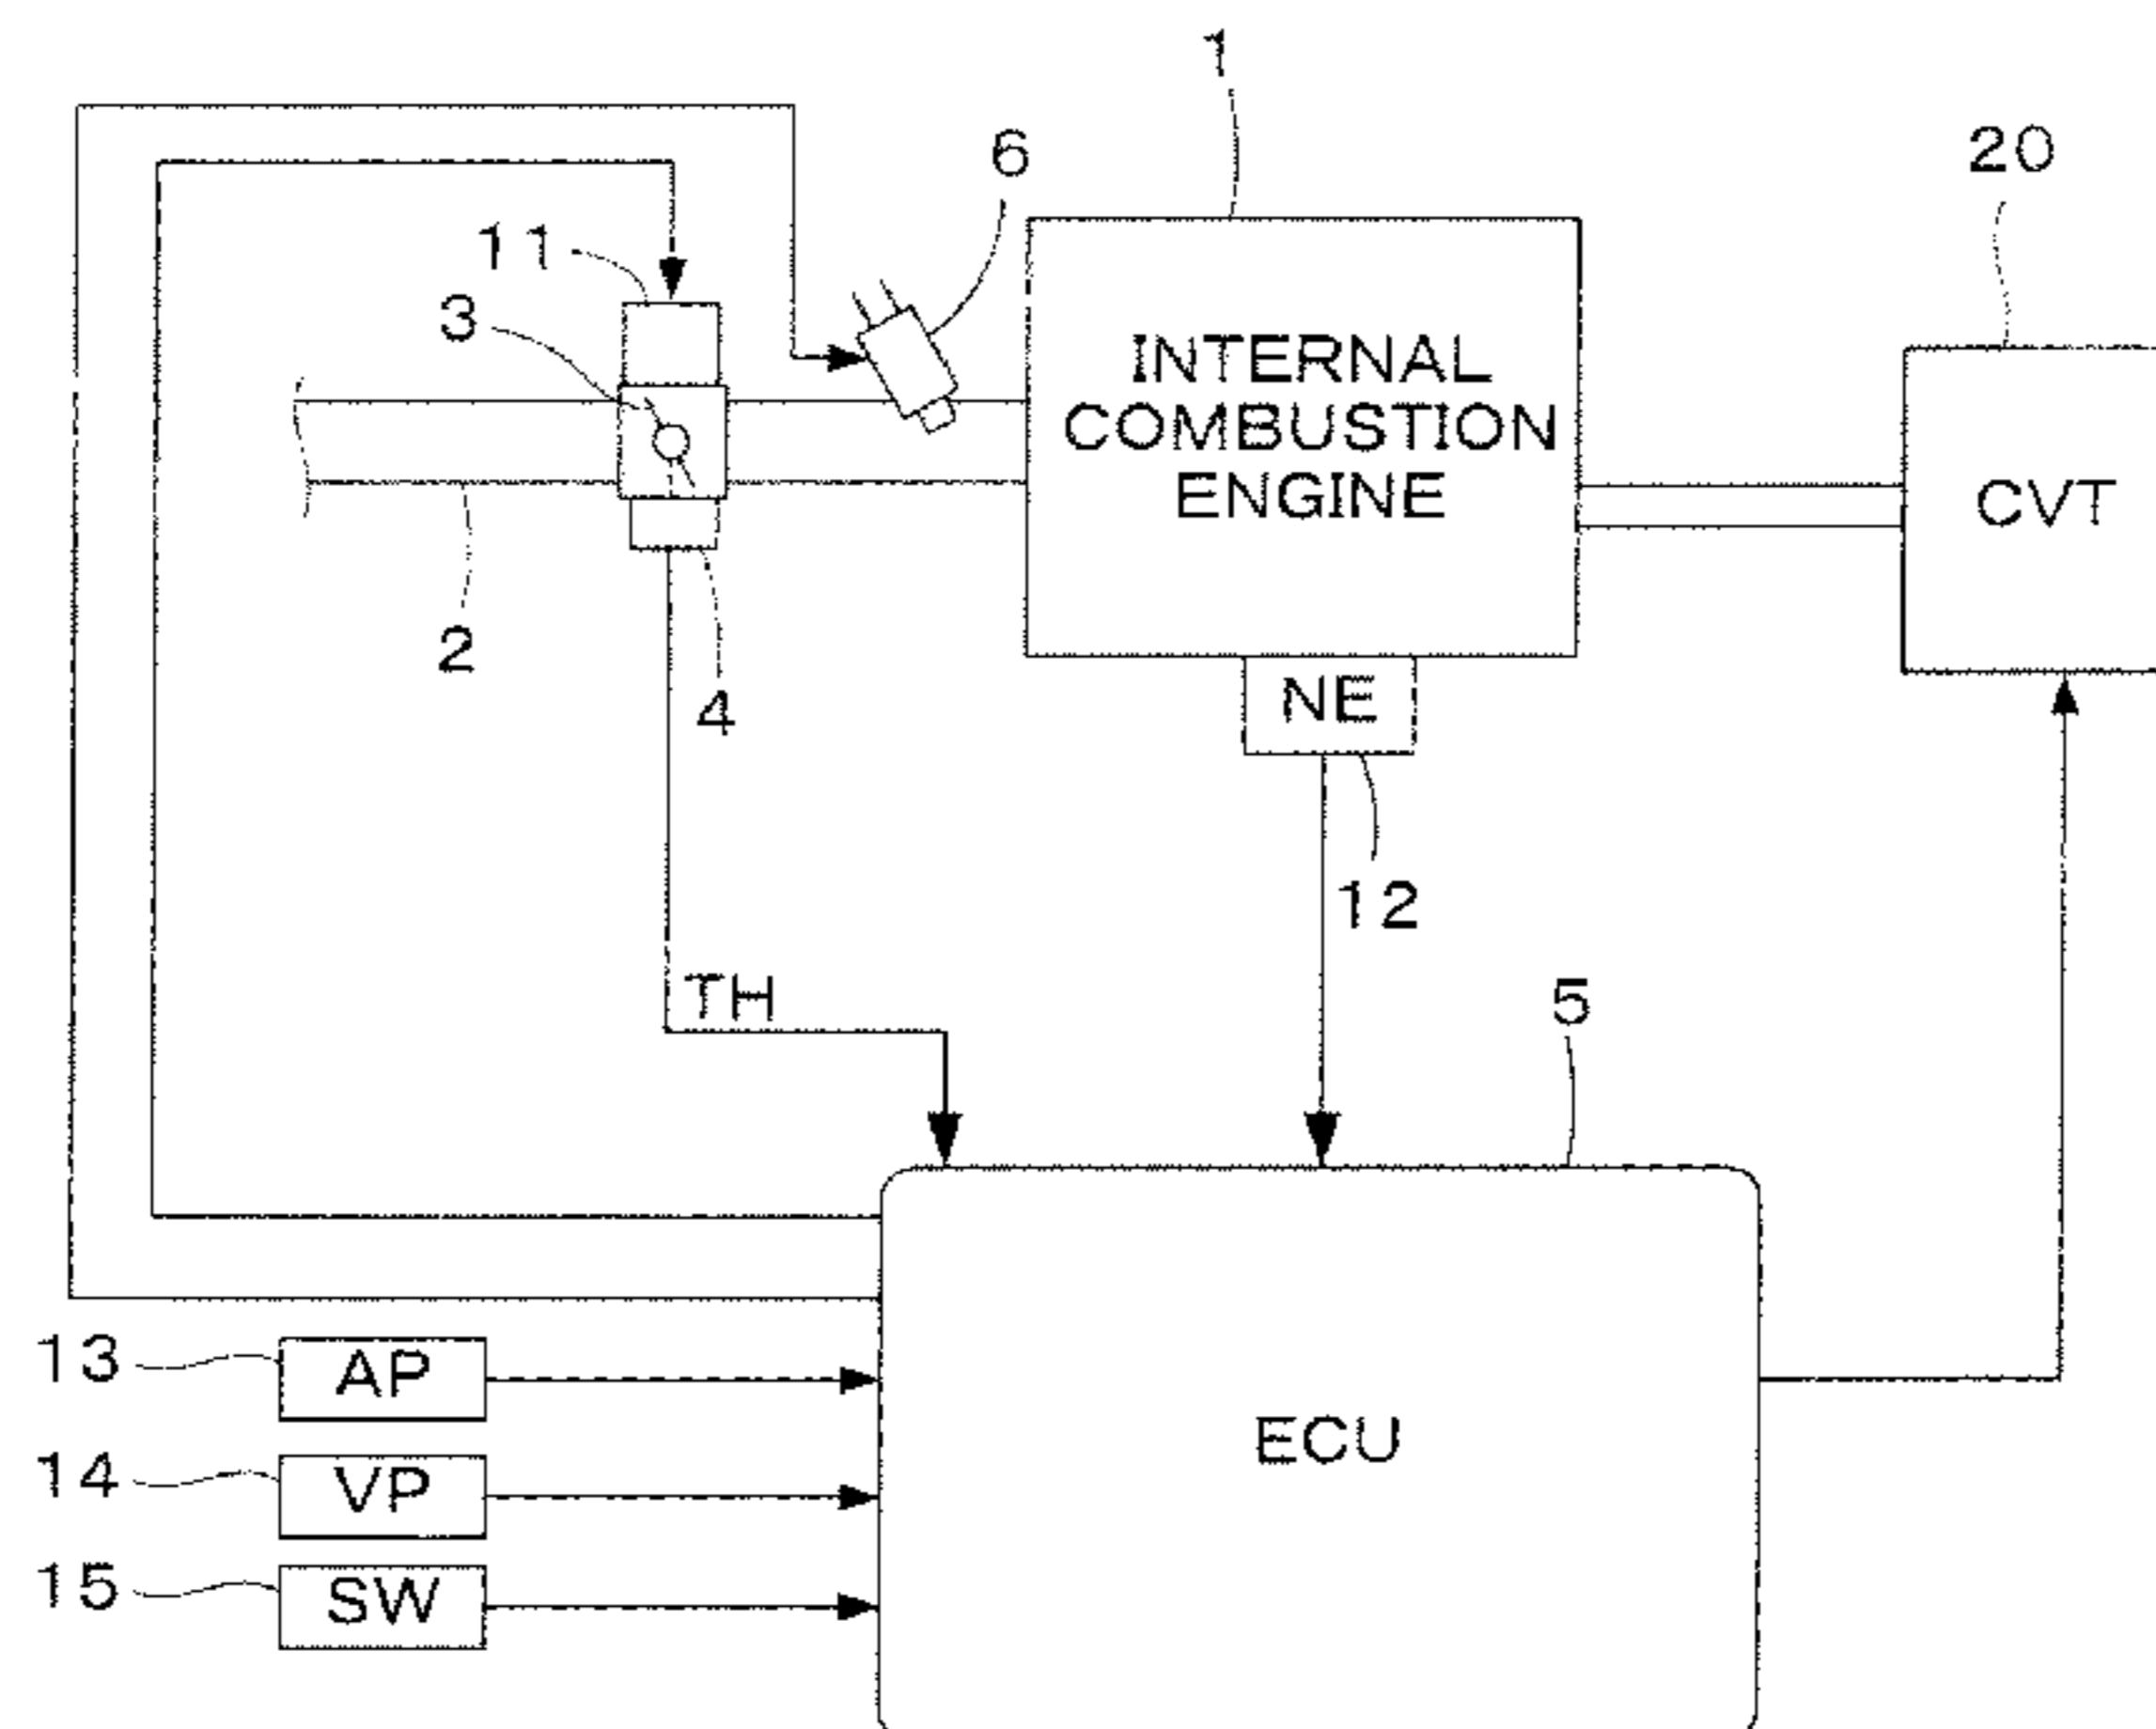 1
6
20
11
3
INTERNAL
COMBUSTION
ENGINE
CVT
2
4
NE
12
TH
5
13
AP
14
VP
15
SW
ECU